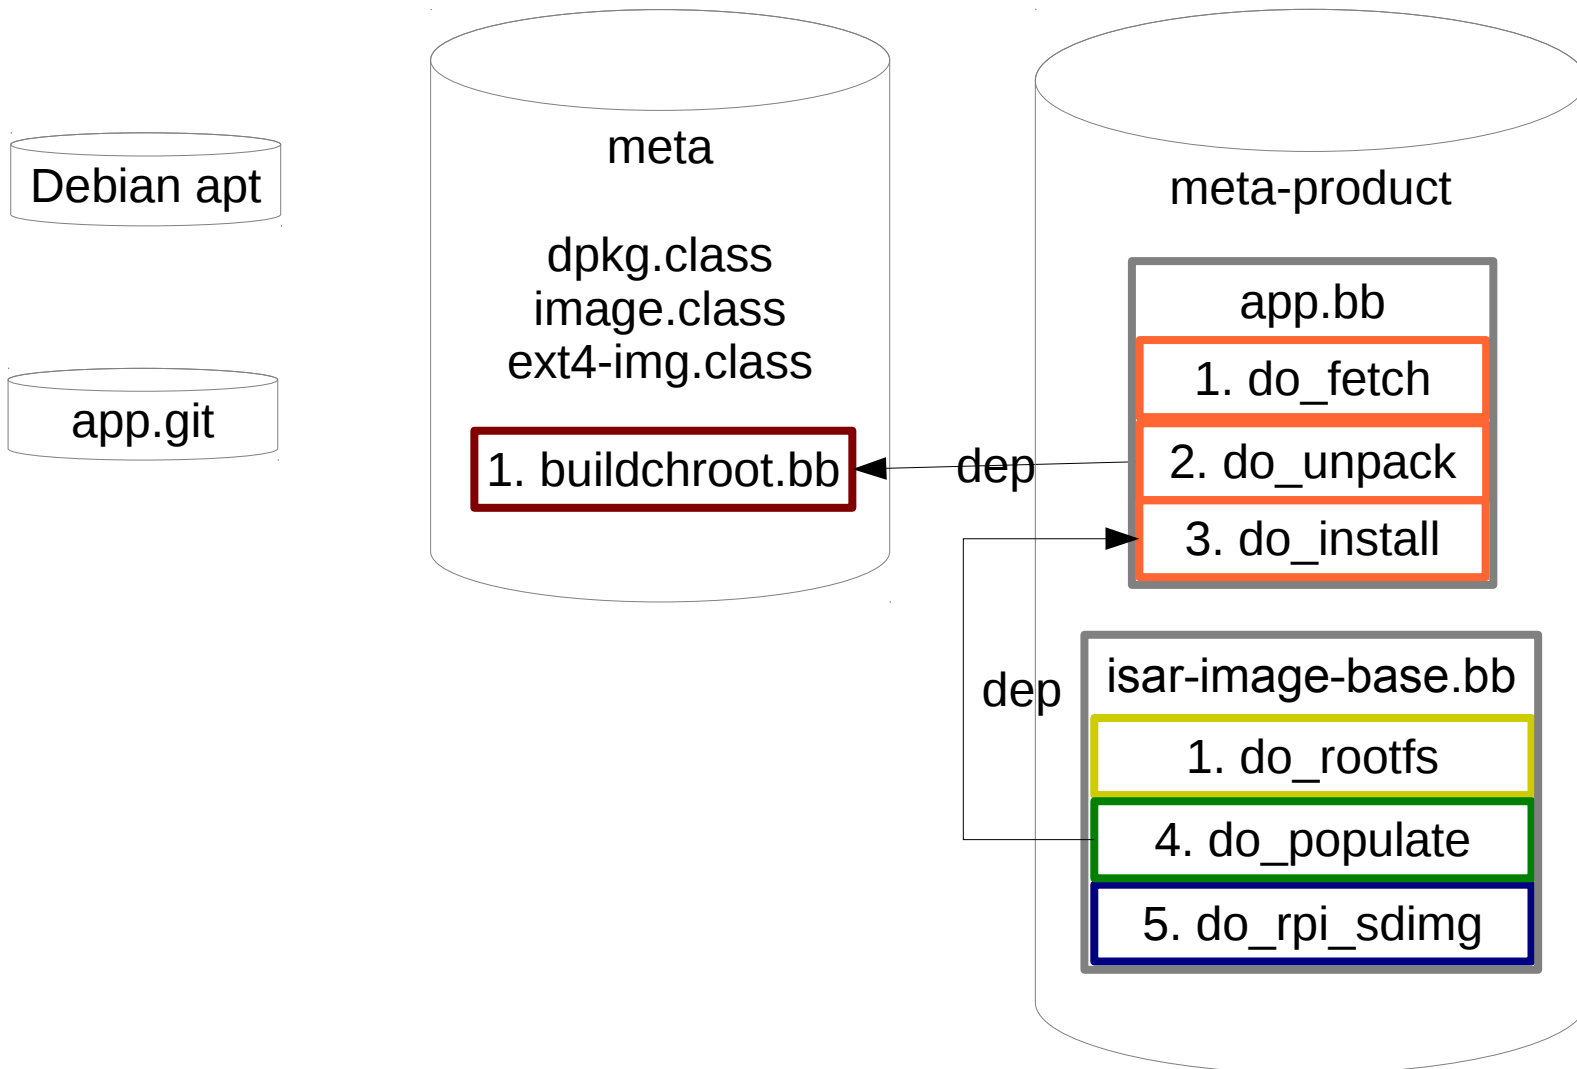 Debian apt
app.git
meta
dpkg.class
image.class
ext4-img.class
1. buildchroot.bb
dep
meta-product
app.bb
1. do_fetch
2. do_unpack
3. do_install
dep
isar-image-base.bb
1. do_rootfs
4. do_populate
5. do_rpi_sdimg